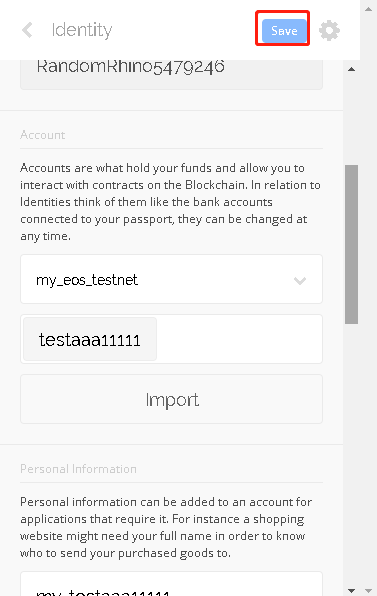 Identity
Save
RandomRhino5479246
Account
Accounts are what hold your funds and allow you to
interact with contracts on the Blockchain. In relation to
Identities think of them like the bank accounts
connected to your passport, they can be changed at
any time.
my_eos_testnet
testaaa11111
Import
Personal Information
Personal information can be added to an account for
applications that require it. For instance a shopping
website might need your full name in order to know
who to send your purchased goods to.
my_testaaa11111